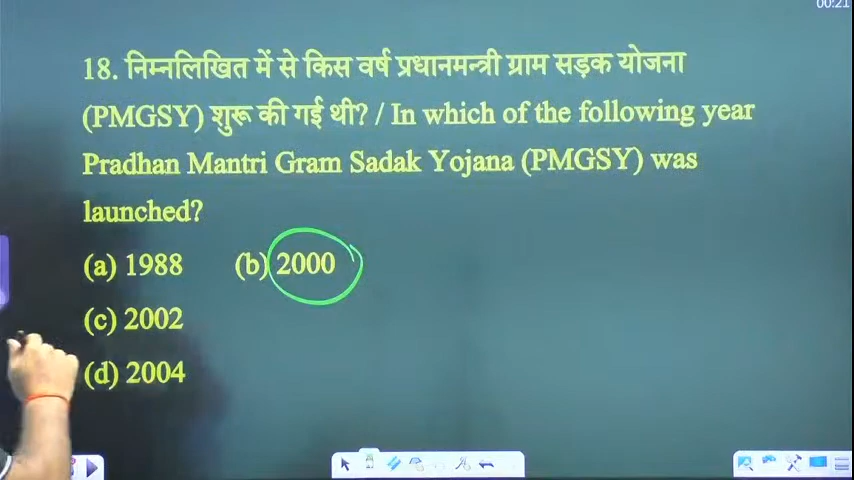 00:21
18. निम्नलिखित में से किस वर्ष प्रधानमन्त्री ग्राम सड़क योजना
(PMGSY) शुरू की गई थी? / In which of the following year
Pradhan Mantri Gram Sadak Yojana (PMGSY) was
launched?
(a) 1988 (b) 2000
(c) 2002
(d) 2004